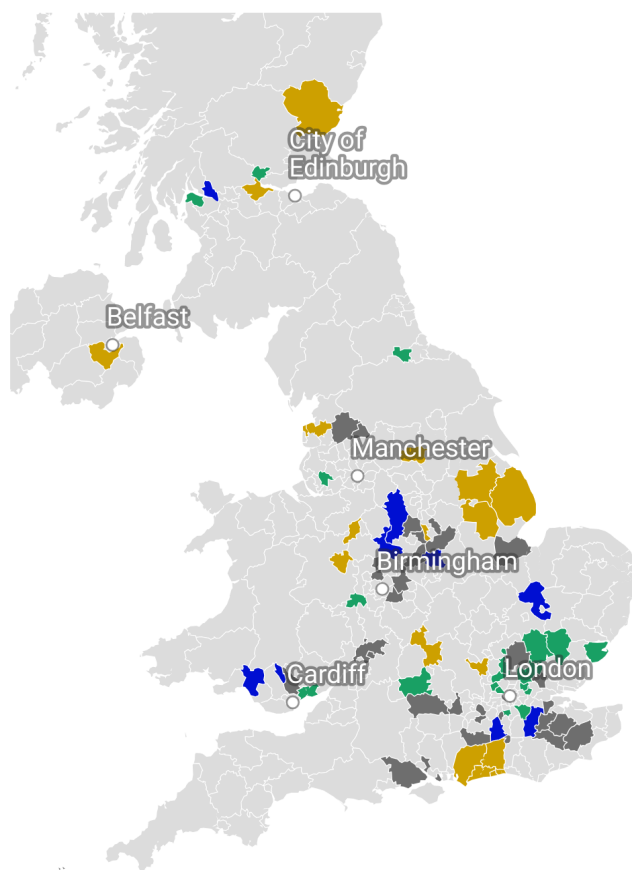 City of
Edinburgh
Belfast
Manchester
Birmingham
Cardiff
London